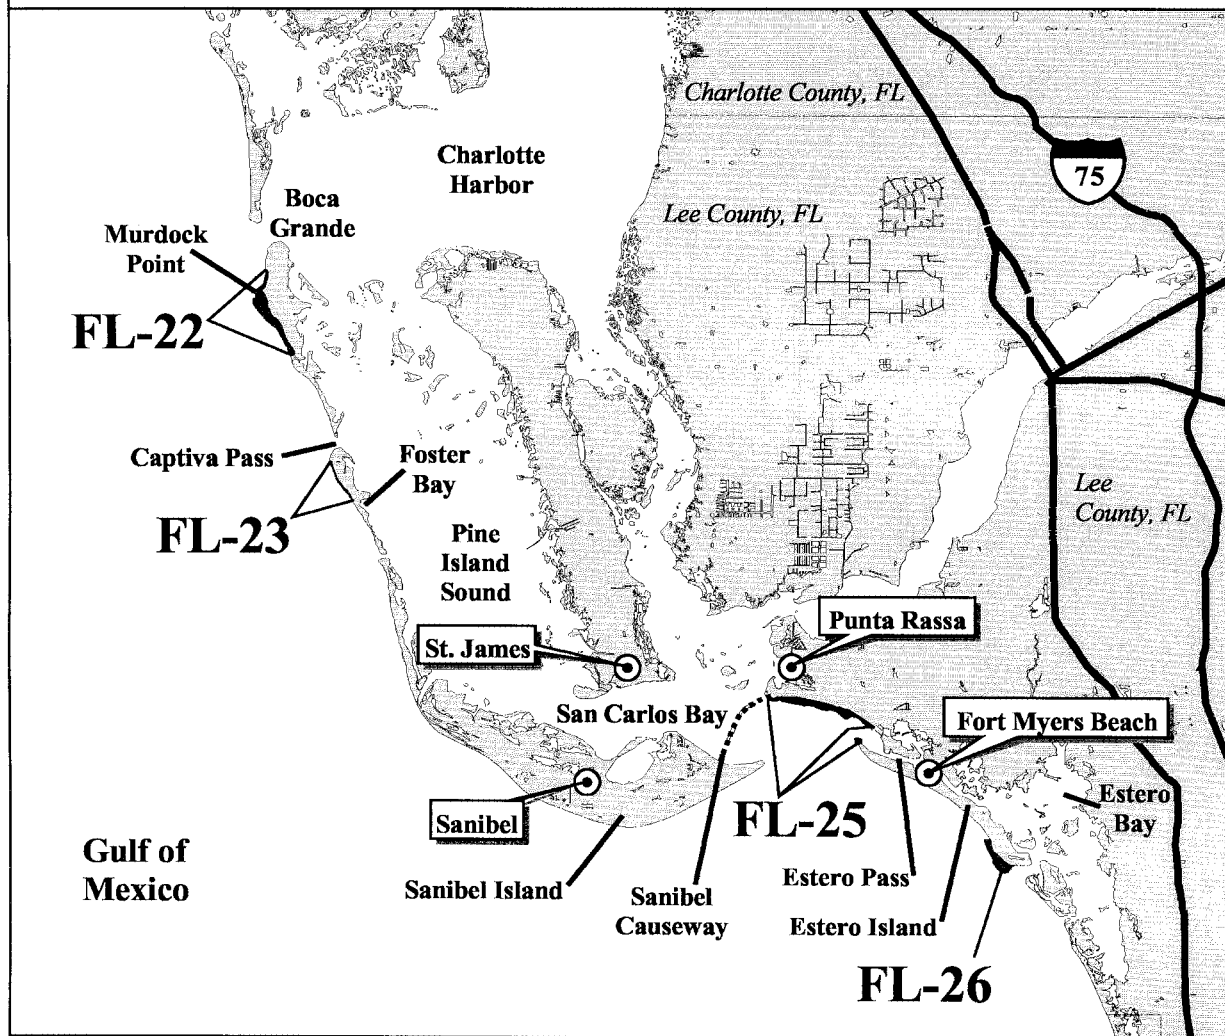 Charlotte County, FL
Charlotte
Harbor
75
Boca
Grande
Lee County, FL
Murdock
Point
FL-22
Captiva Pass
Foster
Bay
Lee
County, FL
FL-23
Pine
Island
Sound
Punta Rassa
St. James
San Carlos Bay
Fort Myers Beach
Sanibel
FL-25
Estero
Bay
Gulf of
Mexico
Sanibel Island
Sanibel
Causeway
Estero Pass
Estero Island
FL-26